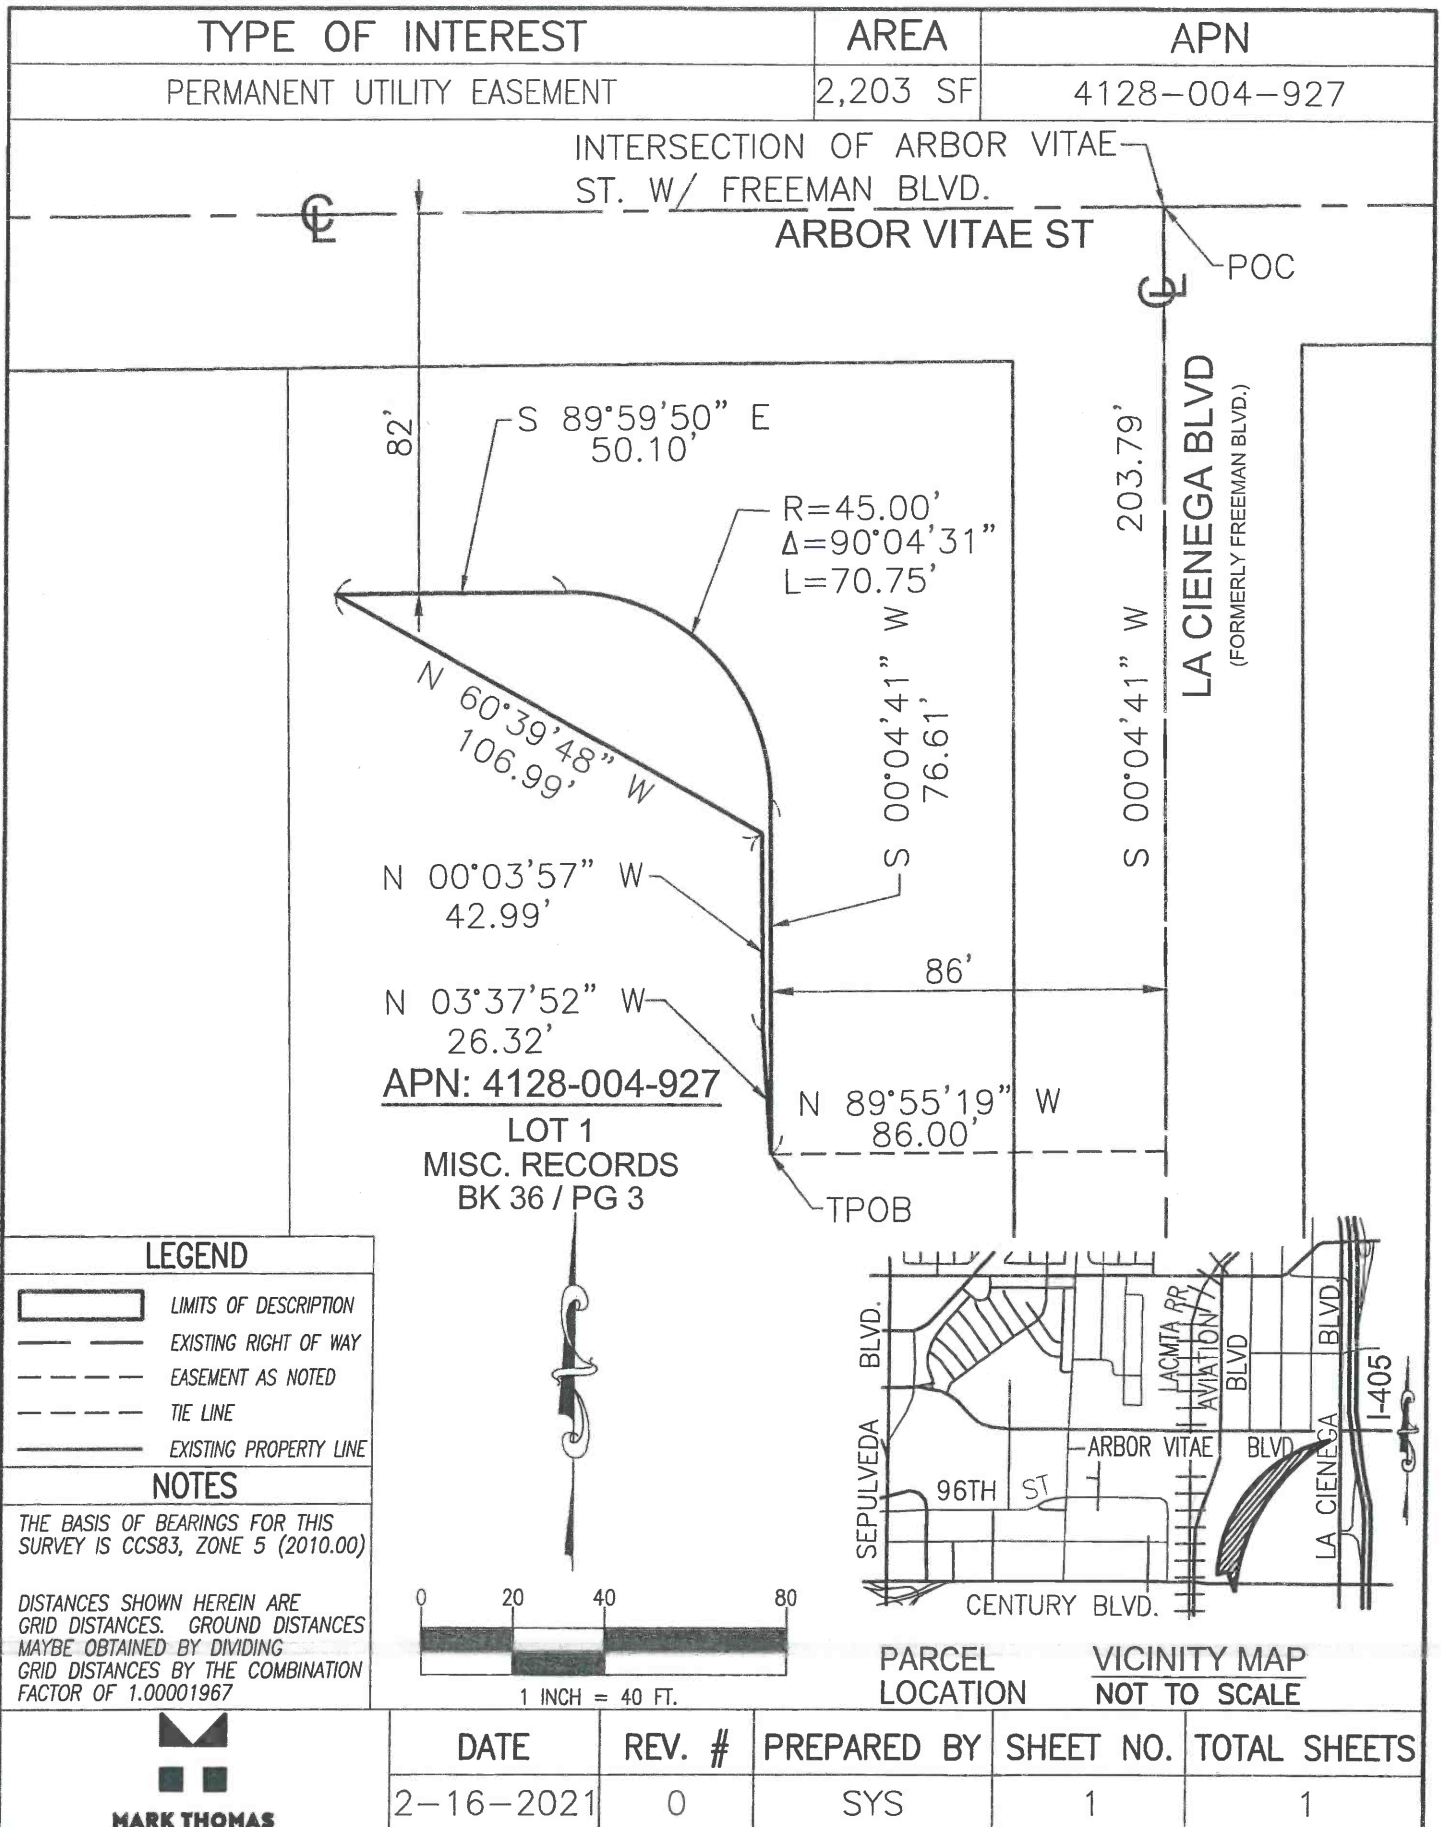 TYPE OF INTEREST
AREA
APN
PERMANENT UTILITY EASEMENT
2,203 SF
4128-004-927
INTERSECTION OF ARBOR VITAE
ST. W/ FREEMAN BLVD.
ARBOR VITAE ST
POC
82'
S 89°59'50" E
50.10'
R=45.00'
Δ=90°04'31"
L=70.75'
S 00°04'41" W
76.61'
S 00°04'41" W 203.79'
LA CIENEGA BLVD
(FORMERLY FREEMAN BLVD.)
N 60°39'48" W
106.99'
N 00°03'57" W
42.99'
86'
N 03°37'52" W
26.32'
APN: 4128-004-927
LOT 1
MISC. RECORDS
BK 36 / PG 3
N 89°55'19" W
86.00'
TPOB
LEGEND
LIMITS OF DESCRIPTION
EXISTING RIGHT OF WAY
EASEMENT AS NOTED
TIE LINE
EXISTING PROPERTY LINE
NOTES
THE BASIS OF BEARINGS FOR THIS
SURVEY IS CCS83, ZONE 5 (2010.00)
DISTANCES SHOWN HEREIN ARE
GRID DISTANCES. GROUND DISTANCES
MAYBE OBTAINED BY DIVIDING
GRID DISTANCES BY THE COMBINATION
FACTOR OF 1.00001967
0 20 40 80
1 INCH = 40 FT.
SEPULVEDA BLVD.
LACMTA RR
AVIATION
BLVD
LA CIENEGA BLVD
I-405
ARBOR VITAE BLVD
96TH ST
CENTURY BLVD.
PARCEL
LOCATION
VICINITY MAP
NOT TO SCALE
MARK THOMAS
DATE
REV. #
PREPARED BY
SHEET NO.
TOTAL SHEETS
2-16-2021
0
SYS
1
1